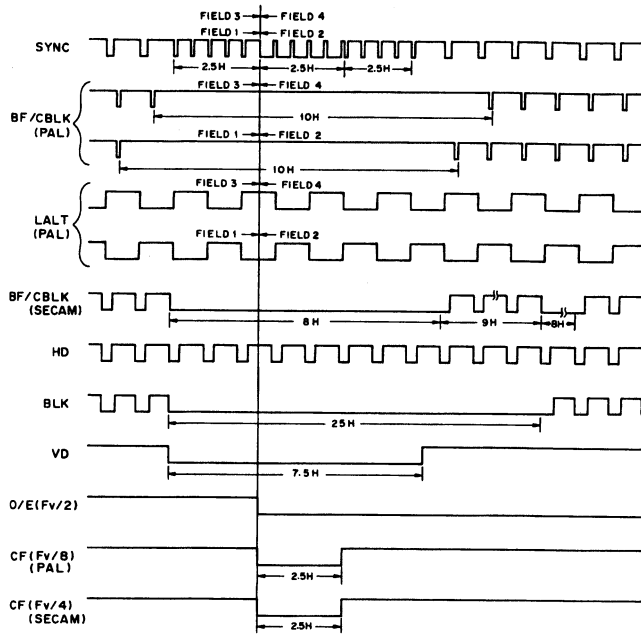 FIELD 3 FIELD 4
FIELD 1 FIELD 2
SYNC
2.5H 2.5H 2.5H
FIELD 3 FIELD 4
BF/CBLK
(PAL)
10H
FIELD 1 FIELD 2
10H
FIELD 3 FIELD 4
LALT
(PAL)
FIELD 1 FIELD 2
BF/CBLK
(SECAM)
8H 9H 8H
HD
BLK
25H
VD
7.5H
O/E(Fv/2)
CF(Fv/8)
(PAL)
2.5H
CF(Fv/4)
SECAM)
2.5H